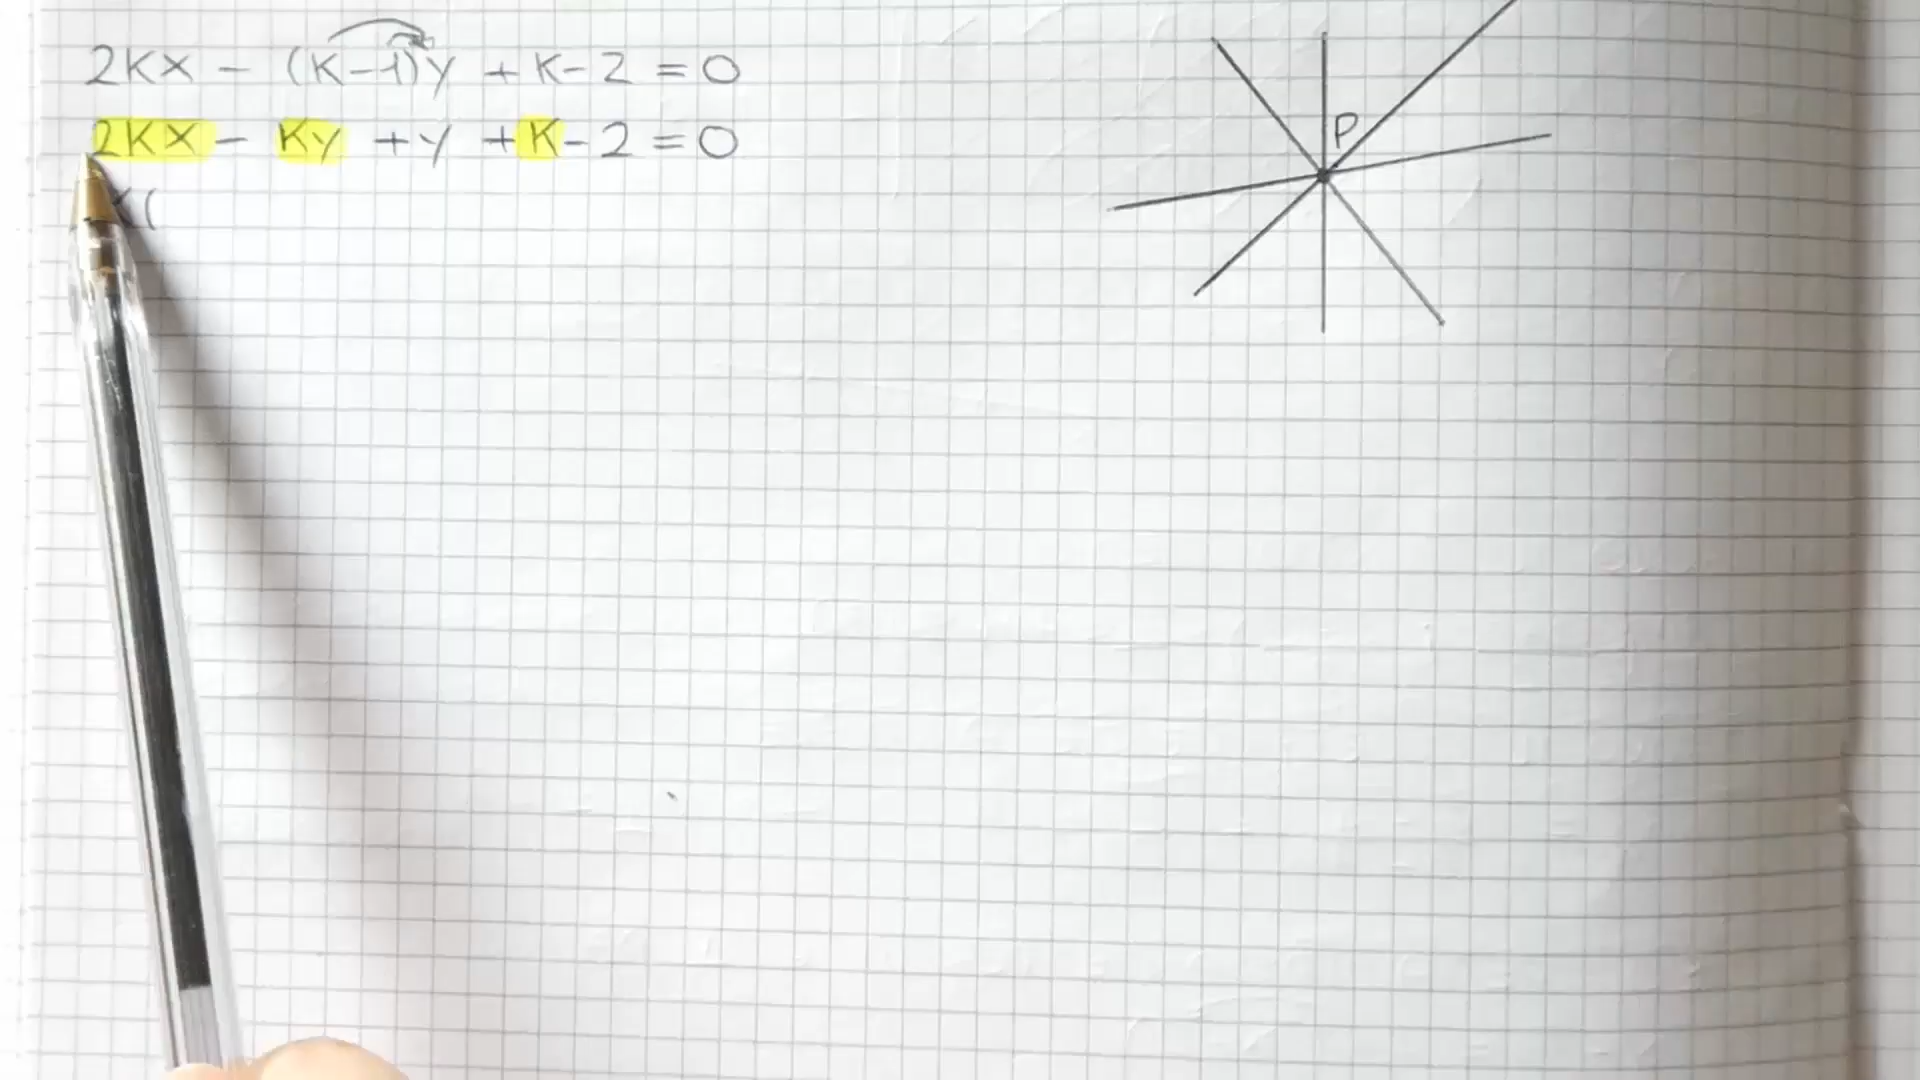 2KX - (K-1)y + K-2 = 0
2KX - Ky + y + K-2 = 0
K(
P